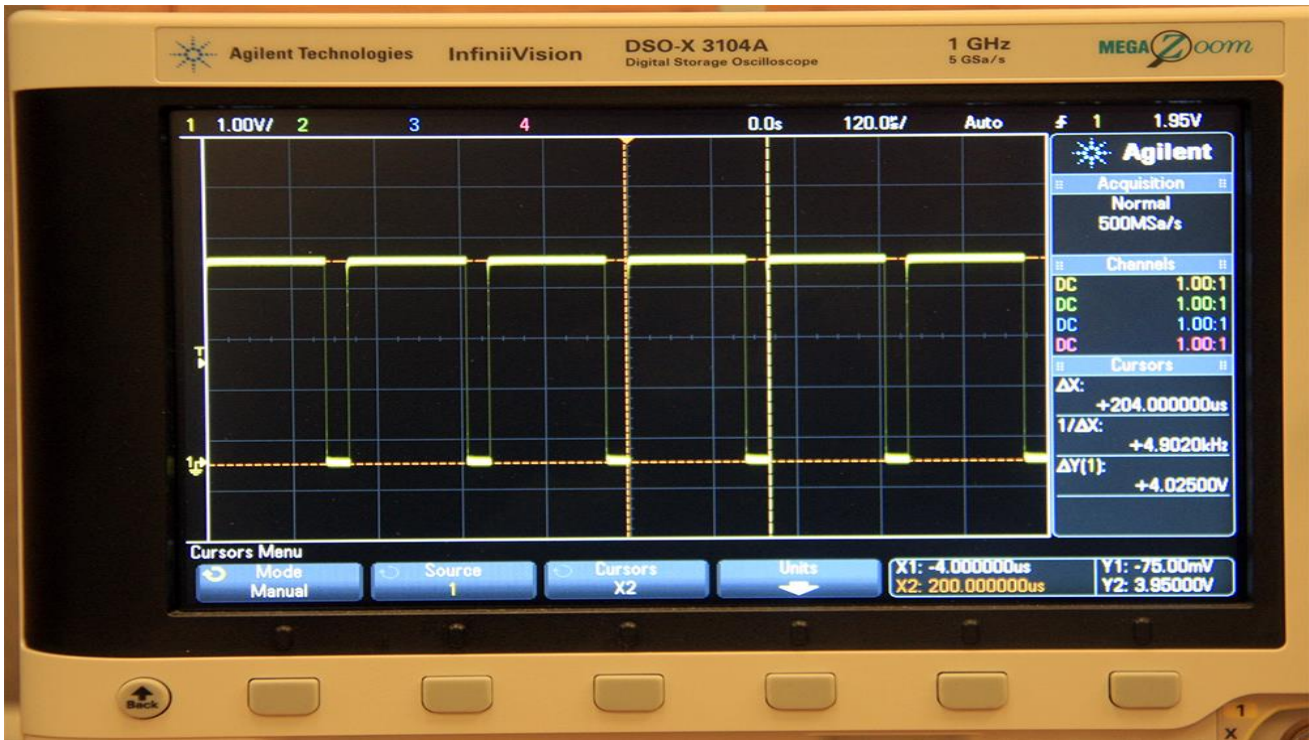 Agilent Technologies InfiniiVision DSO-X 3104A 1 GHz MEGA Zoom
Digital Storage Oscilloscope 5 GSa/s
1 1.00V/ 2 3 4 0.0s 120.0us/ Auto 1 1.95V
Agilent
Acquisition
Normal
500MSa/s
Channels
DC 1.00:1
DC 1.00:1
DC 1.00:1
DC 1.00:1
Cursors
ΔX:
+204.000000us
1/ΔX:
+4.9020kHz
ΔY(1):
+4.02500V
T
1
Cursors Menu
Mode Source Cursors Units X1: -4.000000us Y1: -75.00mV
Manual 1 X2 X2: 200.000000us Y2: 3.95000V
Back
1
X